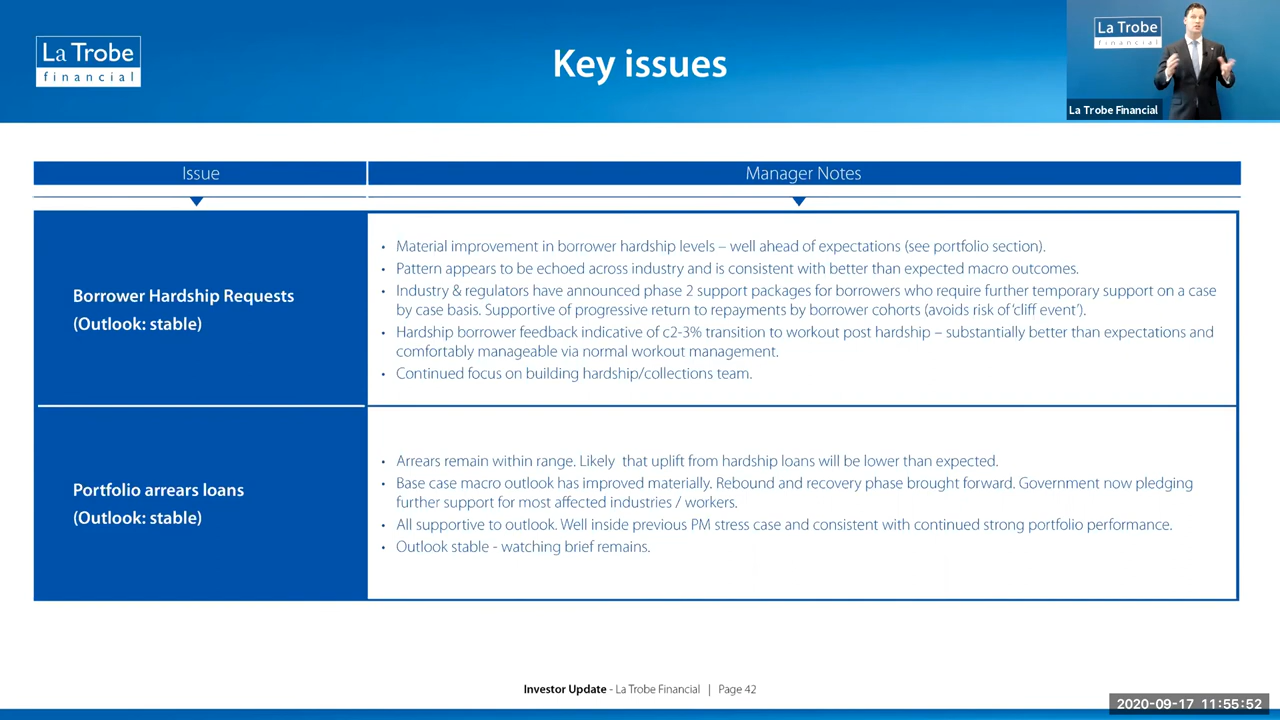 La Trobe
financial
Key issues
La Trobe
financial
La Trobe Financial
Issue
Manager Notes
Borrower Hardship Requests
(Outlook: stable)
• Material improvement in borrower hardship levels – well ahead of expectations (see portfolio section).
• Pattern appears to be echoed across industry and is consistent with better than expected macro outcomes.
• Industry & regulators have announced phase 2 support packages for borrowers who require further temporary support on a case
by case basis. Supportive of progressive return to repayments by borrower cohorts (avoids risk of ‘cliff event’).
• Hardship borrower feedback indicative of c2-3% transition to workout post hardship – substantially better than expectations and
comfortably manageable via normal workout management.
• Continued focus on building hardship/collections team.
Portfolio arrears loans
(Outlook: stable)
• Arrears remain within range. Likely that uplift from hardship loans will be lower than expected.
• Base case macro outlook has improved materially. Rebound and recovery phase brought forward. Government now pledging
further support for most affected industries / workers.
• All supportive to outlook. Well inside previous PM stress case and consistent with continued strong portfolio performance.
• Outlook stable - watching brief remains.
Investor Update - La Trobe Financial | Page 42
2020-09-17 11:55:52